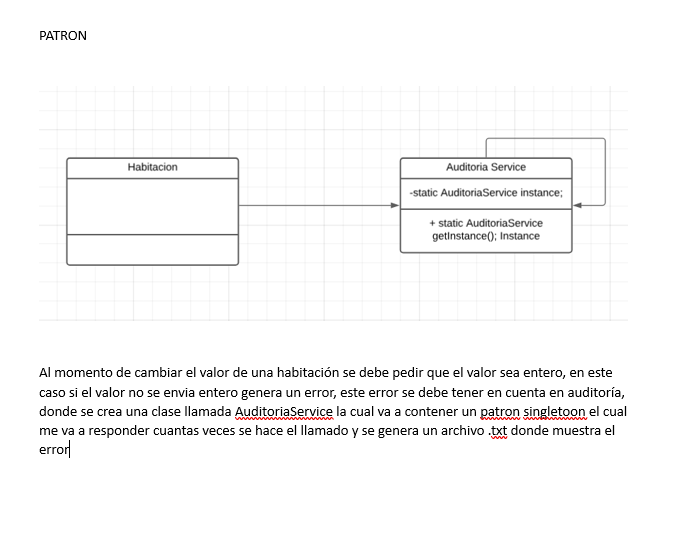 PATRON
Habitacion
Auditoria Service
-static AuditoriaService instance;
+ static AuditoriaService
getInstance(); Instance
Al momento de cambiar el valor de una habitación se debe pedir que el valor sea entero, en este
caso si el valor no se envia entero genera un error, este error se debe tener en cuenta en auditoría,
donde se crea una clase llamada AuditoriaService la cual va a contener un patron singletoon el cual
me va a responder cuantas veces se hace el llamado y se genera un archivo .txt donde muestra el
error